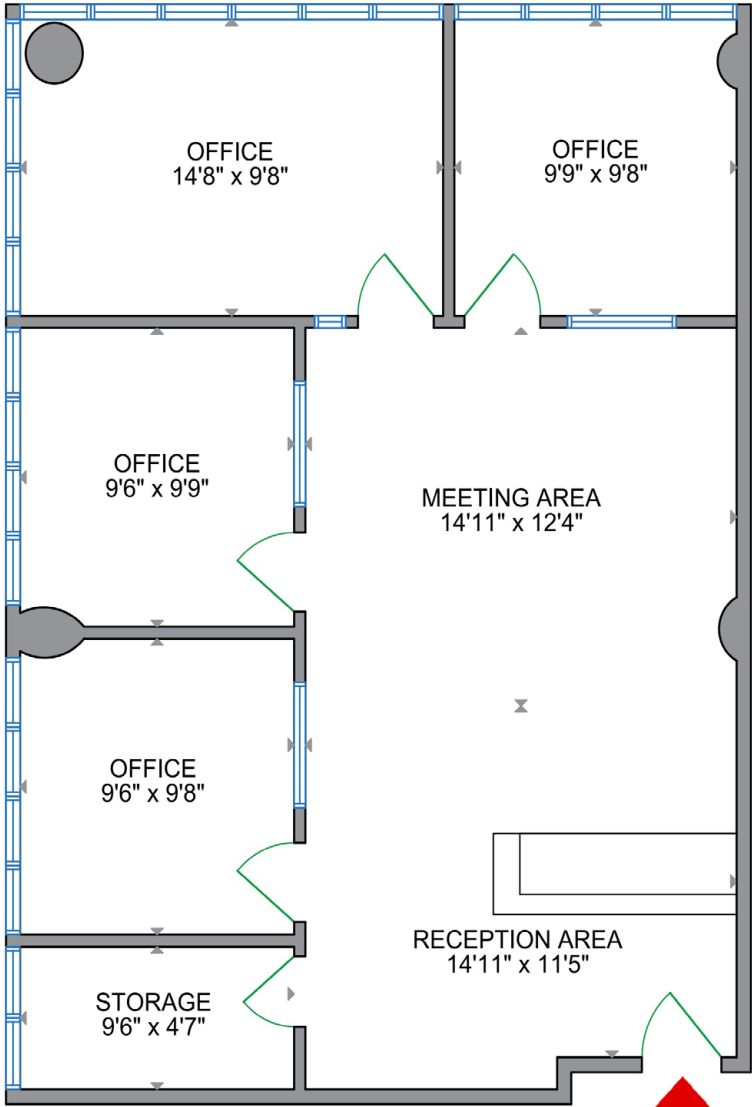 OFFICE
14'8" x 9'8"
OFFICE
9'9" x 9'8"
OFFICE
9'6" x 9'9"
MEETING AREA
14'11" x 12'4"
OFFICE
9'6" x 9'8"
RECEPTION AREA
14'11" x 11'5"
STORAGE
9'6" x 4'7"